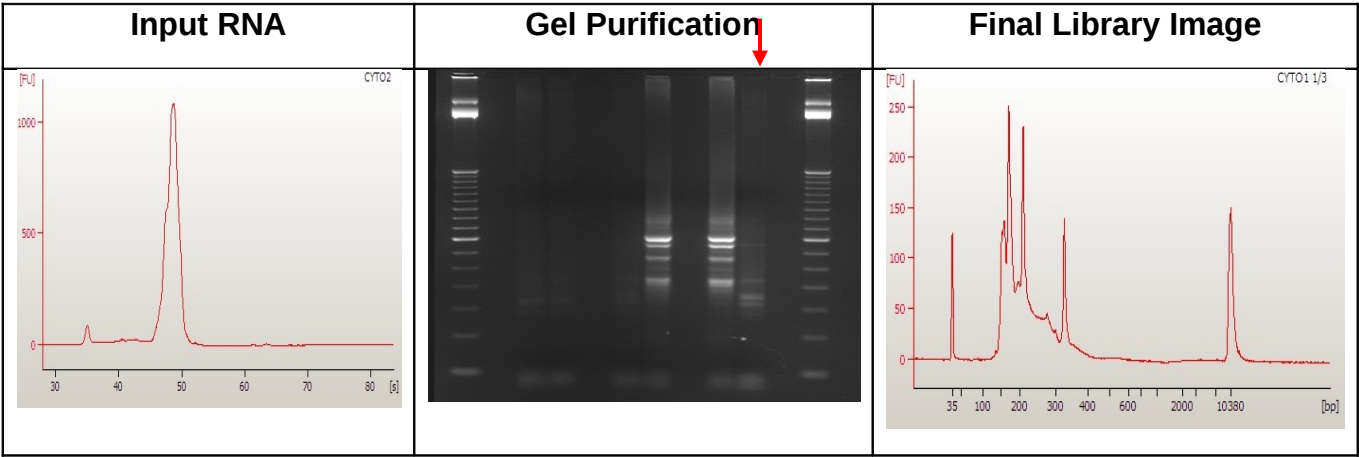 Input RNA
Gel Purification
Final Library Image
[FU]
CYTO2
1000
500
0
30 40 50 60 70 80 [s]
[FU]
CYTO1 1/3
250
200
150
100
50
0
35 100 200 300 400 600 2000 10380 [bp]